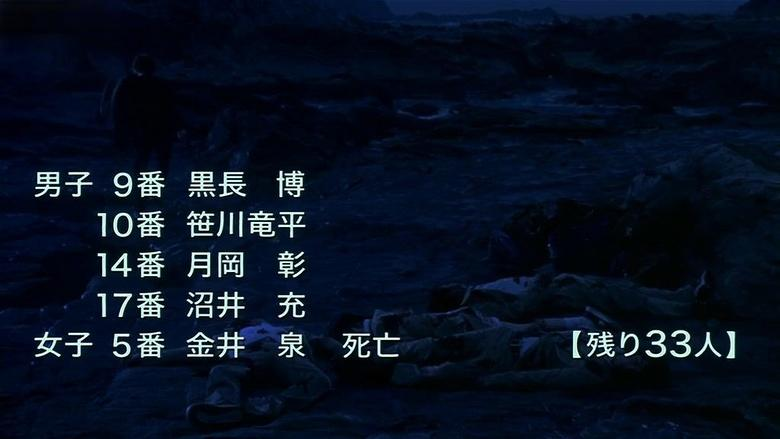 男子 9番 黒長 博
10番 笹川竜平
14番 月岡 彰
17番 沼井 充
女子 5番 金井 泉 死亡 【残り33人】